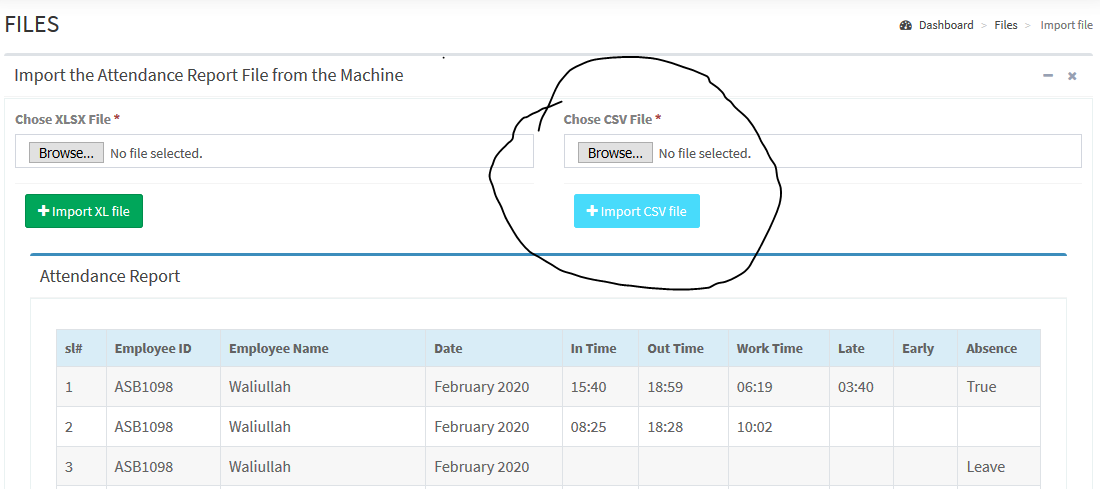 FILES
Dashboard > Files > Import file
Import the Attendance Report File from the Machine
Chose XLSX File *
Chose CSV File *
Browse... No file selected.
Browse... No file selected.
Import XL file
Import CSV file
Attendance Report
sl# Employee ID Employee Name Date In Time Out Time Work Time Late Early Absence
1 ASB1098 Waliullah February 2020 15:40 18:59 06:19 03:40 True
2 ASB1098 Waliullah February 2020 08:25 18:28 10:02
3 ASB1098 Waliullah February 2020 Leave